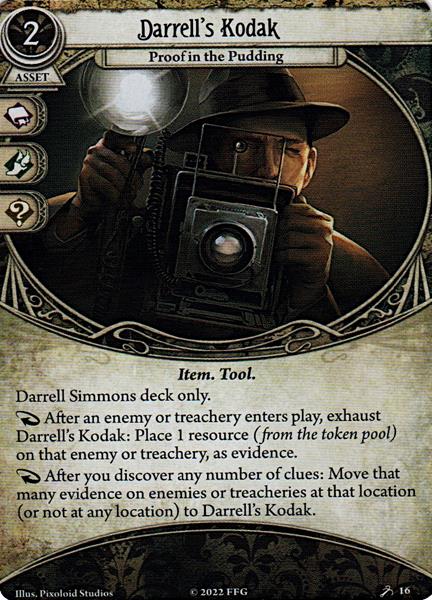 2
Darrell's Kodak
Proof in the Pudding
ASSET
?
Item. Tool.
Darrell Simmons deck only.
After an enemy or treachery enters play, exhaust
Darrell's Kodak: Place 1 resource (from the token pool)
on that enemy or treachery, as evidence.
After you discover any number of clues: Move that
many evidence on enemies or treacheries at that location
(or not at any location) to Darrell's Kodak.
Illus. Pixoloid Studios
© 2022 FFG
16